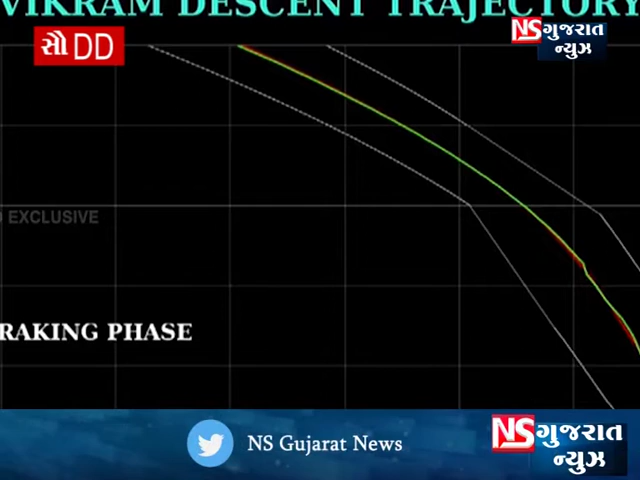 VIKRAM DESCENT TRAJECTORY
NS ગુજરાત
ન્યુઝ
સૌ DD
EXCLUSIVE
RAKING PHASE
NS Gujarat News
NS ગુજરાત
ન્યુઝ